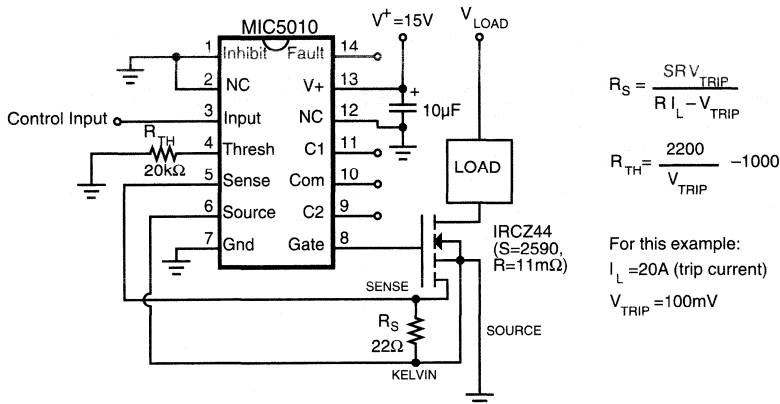 MIC5010
V+=15V
VLOAD
1 Inhibit Fault 14
2 NC V+ 13
+
10µF
3 Input NC 12
Control Input
RTH
20kΩ
4 Thresh C1 11
5 Sense Com 10
6 Source C2 9
7 Gnd Gate 8
LOAD
IRCZ44
(S=2590,
R=11mΩ)
SENSE
RS
22Ω
SOURCE
KELVIN
RS = SR VTRIP / R IL – VTRIP
RTH= 2200 / VTRIP –1000
For this example:
IL =20A (trip current)
VTRIP =100mV